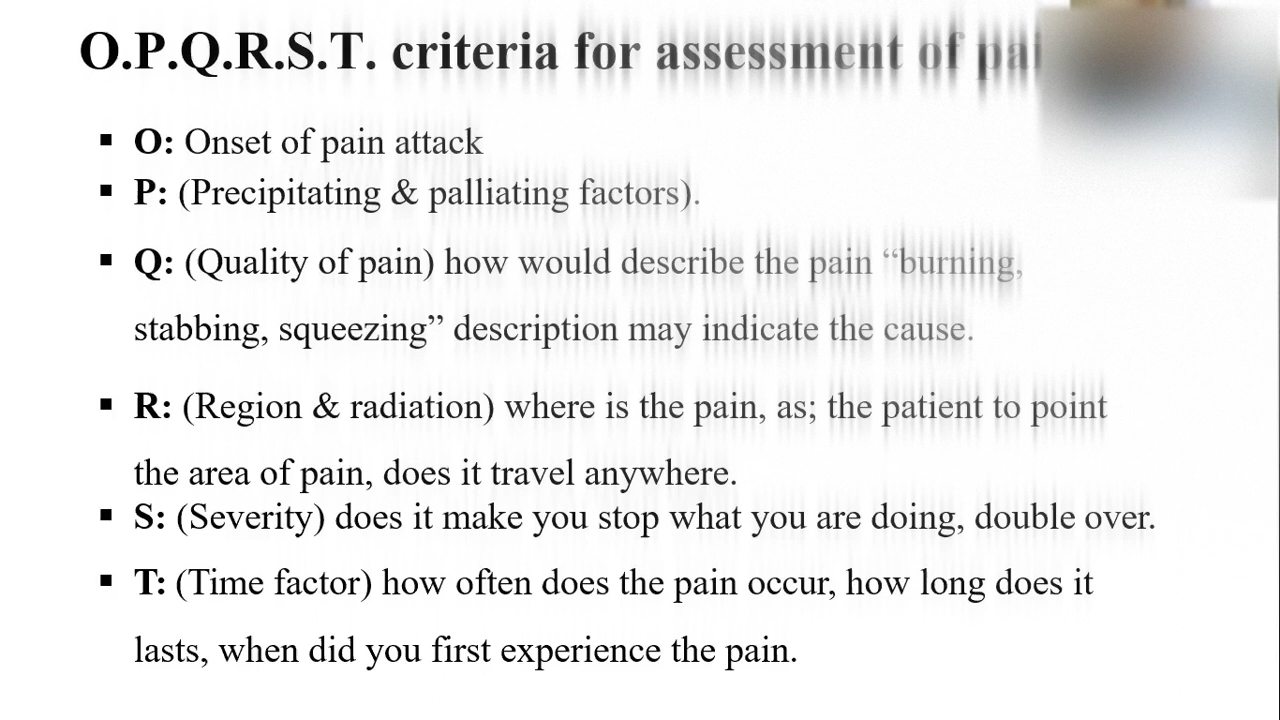 O.P.Q.R.S.T. criteria for assessment of
▪ O: Onset of pain attack
▪ P: (Precipitating & palliating factors).
▪ Q: (Quality of pain) how would describe the pain “burning,
stabbing, squeezing” description may indicate the cause.
▪ R: (Region & radiation) where is the pain, as; the patient to point
the area of pain, does it travel anywhere.
▪ S: (Severity) does it make you stop what you are doing, double over.
▪ T: (Time factor) how often does the pain occur, how long does it
lasts, when did you first experience the pain.